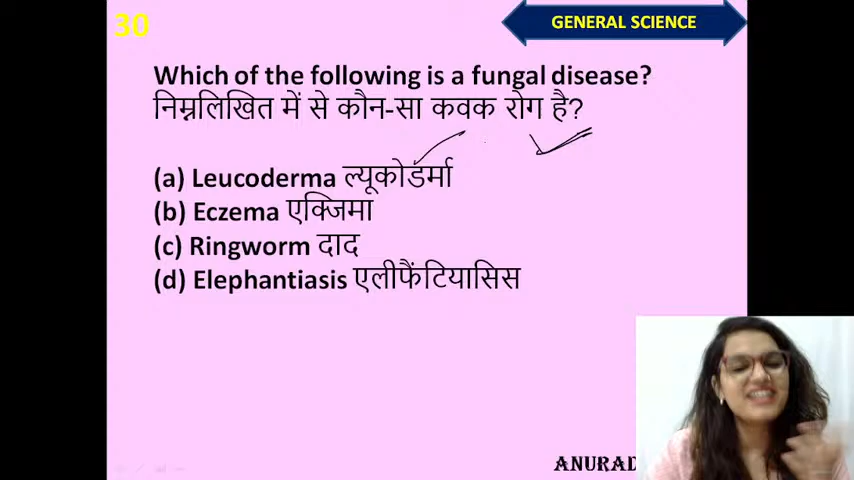 30
GENERAL SCIENCE
Which of the following is a fungal disease?
निम्नलिखित में से कौन-सा कवक रोग है?
(a) Leucoderma ल्यूकोडर्मा
(b) Eczema एक्जिमा
(c) Ringworm दाद
(d) Elephantiasis एलीफैंटियासिस